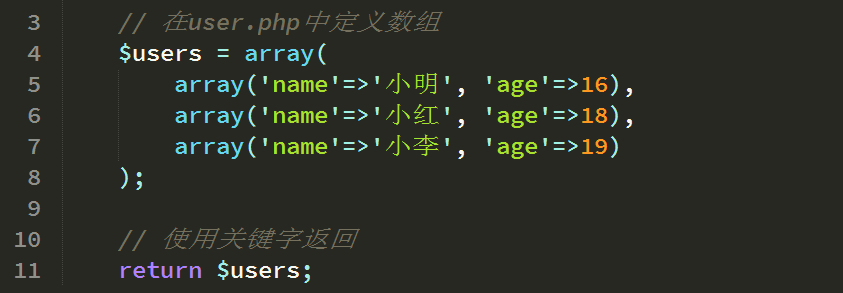 3 // 在user.php中定义数组
4 $users = array(
5 array('name'=>'小明', 'age'=>16),
6 array('name'=>'小红', 'age'=>18),
7 array('name'=>'小李', 'age'=>19)
8 );
9
10 // 使用关键字返回
11 return $users;